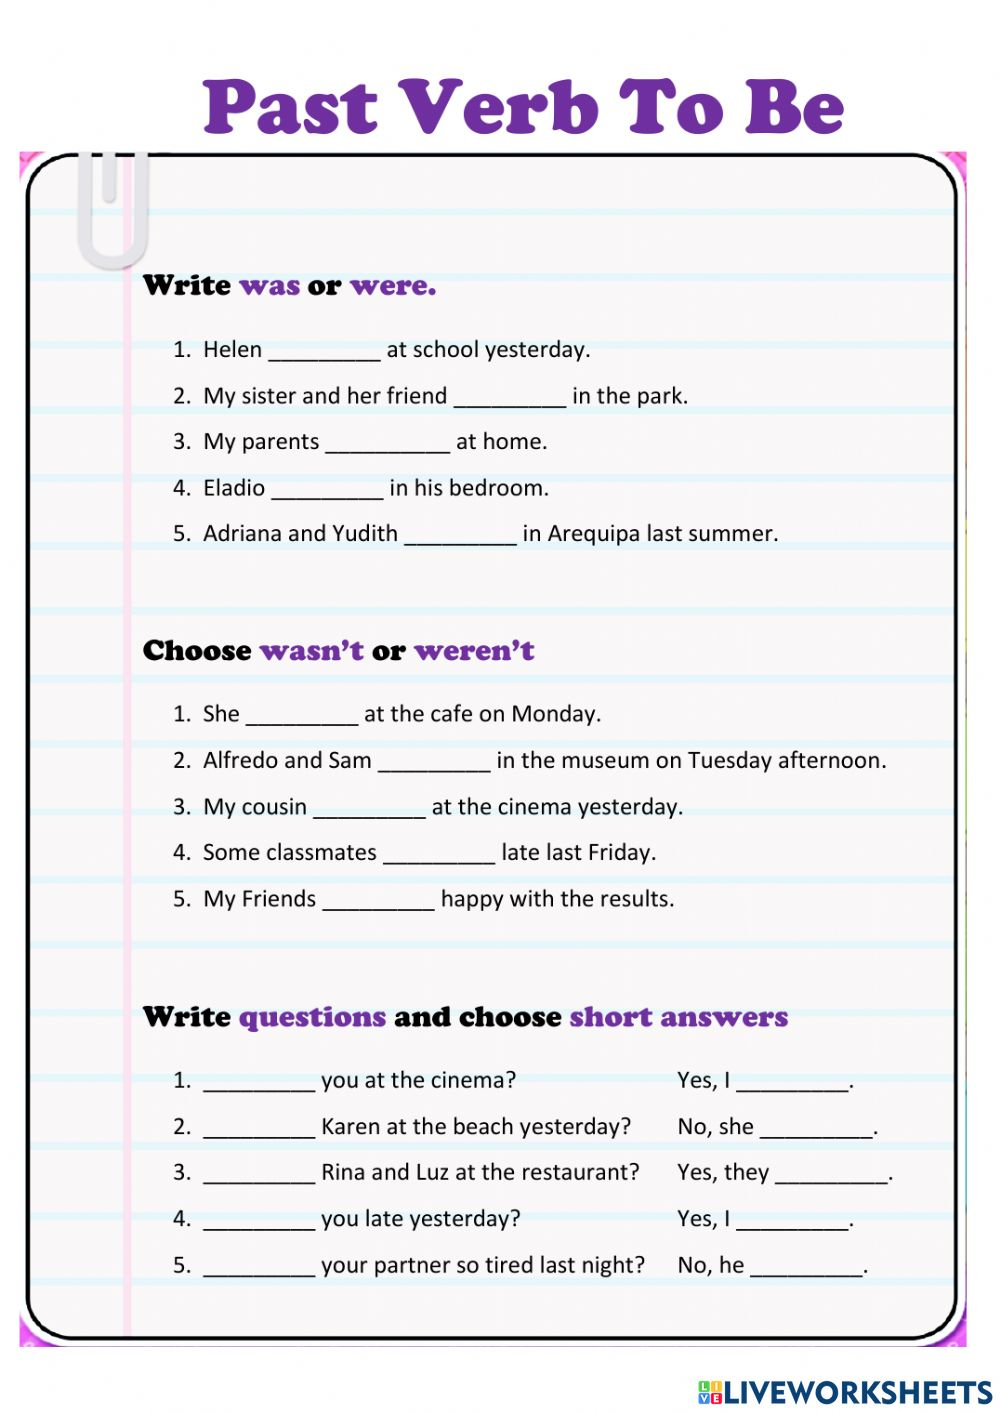 Past Verb To Be
Write was or were.
1. Helen _________ at school yesterday.
2. My sister and her friend _________ in the park.
3. My parents __________ at home.
4. Eladio _________ in his bedroom.
5. Adriana and Yudith _________ in Arequipa last summer.
Choose wasn't or weren't
1. She _________ at the cafe on Monday.
2. Alfredo and Sam _________ in the museum on Tuesday afternoon.
3. My cousin _________ at the cinema yesterday.
4. Some classmates _________ late last Friday.
5. My Friends _________ happy with the results.
Write questions and choose short answers
1. _________ you at the cinema? Yes, I _________.
2. _________ Karen at the beach yesterday? No, she _________.
3. _________ Rina and Luz at the restaurant? Yes, they _________.
4. _________ you late yesterday? Yes, I _________.
5. _________ your partner so tired last night? No, he _________.
LIVE LIVEWORKSHEETS